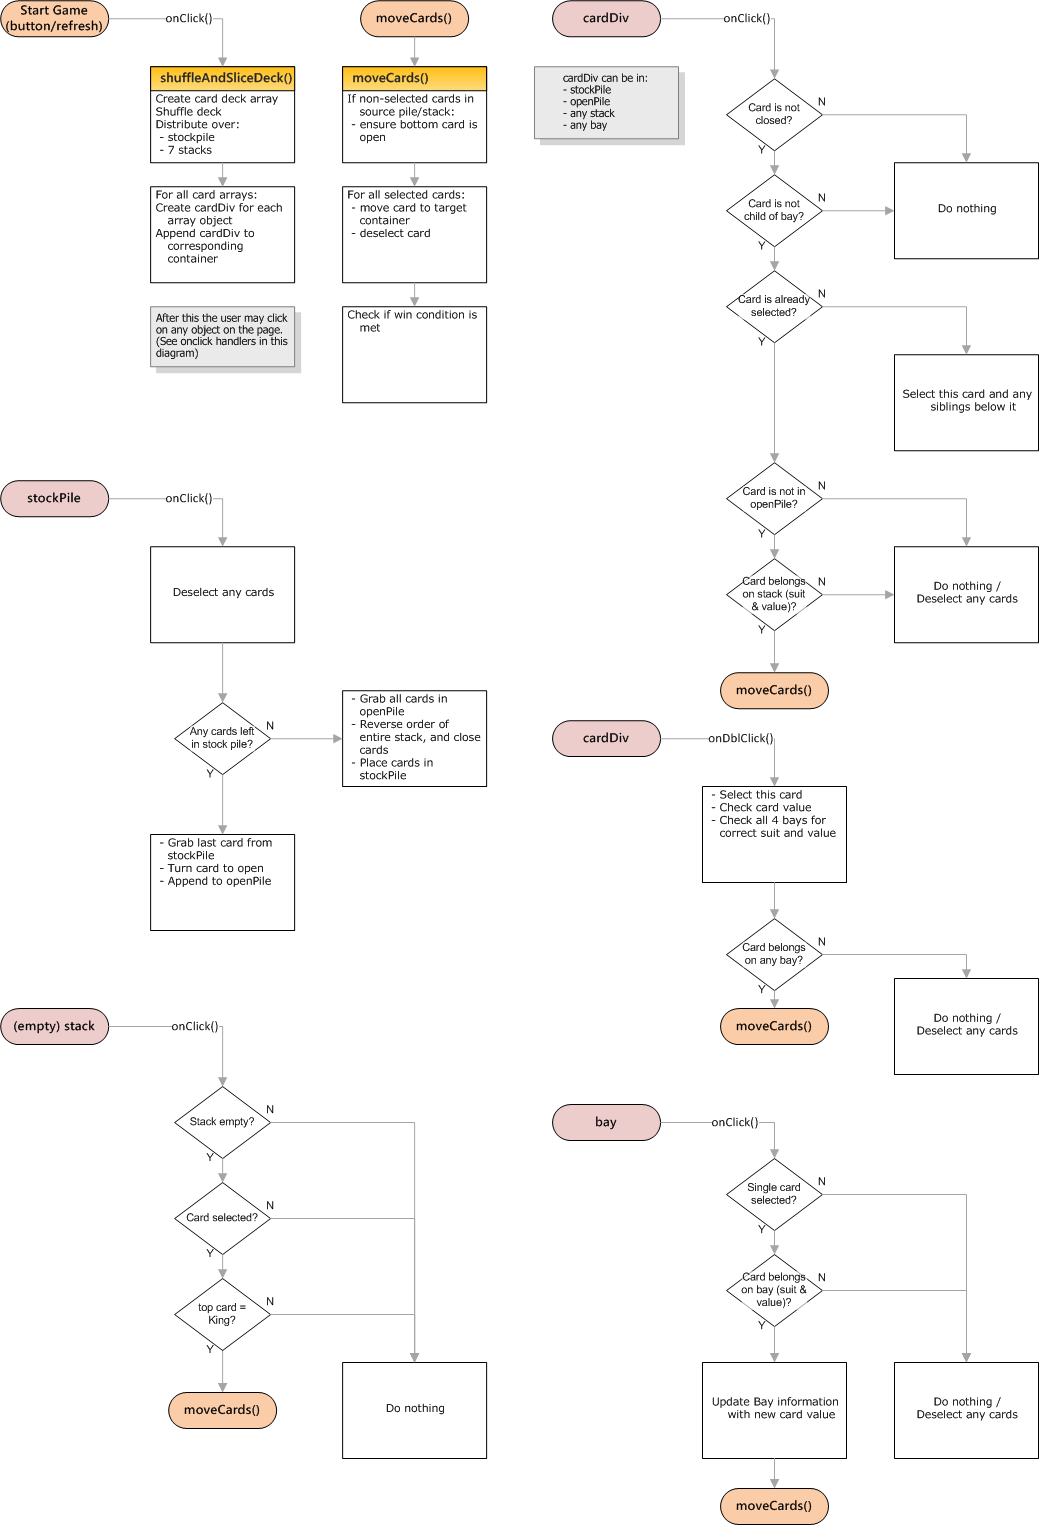 Start Game
(button/refresh)
onClick()
shuffleAndSliceDeck()
Create card deck array
Shuffle deck
Distribute over:
- stockpile
- 7 stacks
For all card arrays:
Create cardDiv for each
array object
Append cardDiv to
corresponding
container
After this the user may click
on any object on the page.
(See onclick handlers in this
diagram)
moveCards()
moveCards()
If non-selected cards in
source pile/stack:
- ensure bottom card is
open
For all selected cards:
- move card to target
container
- deselect card
Check if win condition is
met
cardDiv
onClick()
cardDiv can be in:
- stockPile
- openPile
- any stack
- any bay
Card is not
closed?
N
Y
Card is not
child of bay?
N
Y
Do nothing
Card is already
selected?
N
Y
Select this card and any
siblings below it
Card is not in
openPile?
N
Y
Card belongs
on stack (suit
& value)?
N
Y
Do nothing /
Deselect any cards
moveCards()
stockPile
onClick()
Deselect any cards
Any cards left
in stock pile?
N
Y
- Grab all cards in
openPile
- Reverse order of
entire stack, and close
cards
- Place cards in
stockPile
- Grab last card from
stockPile
- Turn card to open
- Append to openPile
cardDiv
onDblClick()
- Select this card
- Check card value
- Check all 4 bays for
correct suit and value
Card belongs
on any bay?
N
Y
Do nothing /
Deselect any cards
moveCards()
(empty) stack
onClick()
Stack empty?
N
Y
Card selected?
N
Y
top card =
King?
N
Y
moveCards()
Do nothing
bay
onClick()
Single card
selected?
N
Y
Card belongs
on bay (suit &
value)?
N
Y
Update Bay information
with new card value
Do nothing /
Deselect any cards
moveCards()